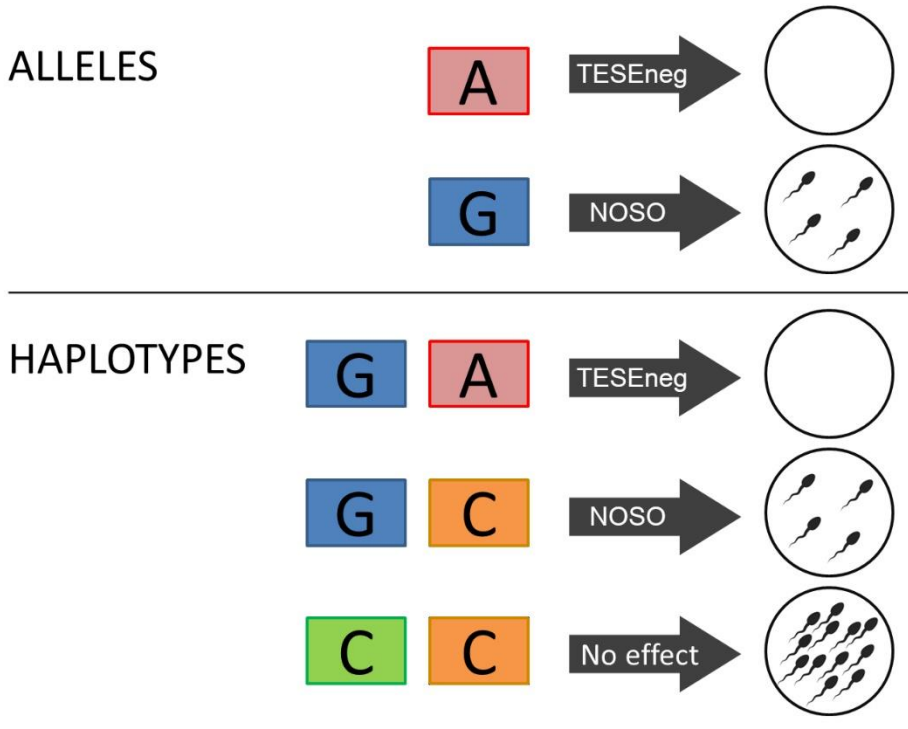 ALLELES
A TESEneg
G NOSO
HAPLOTYPES
G A TESEneg
G C NOSO
C C No effect